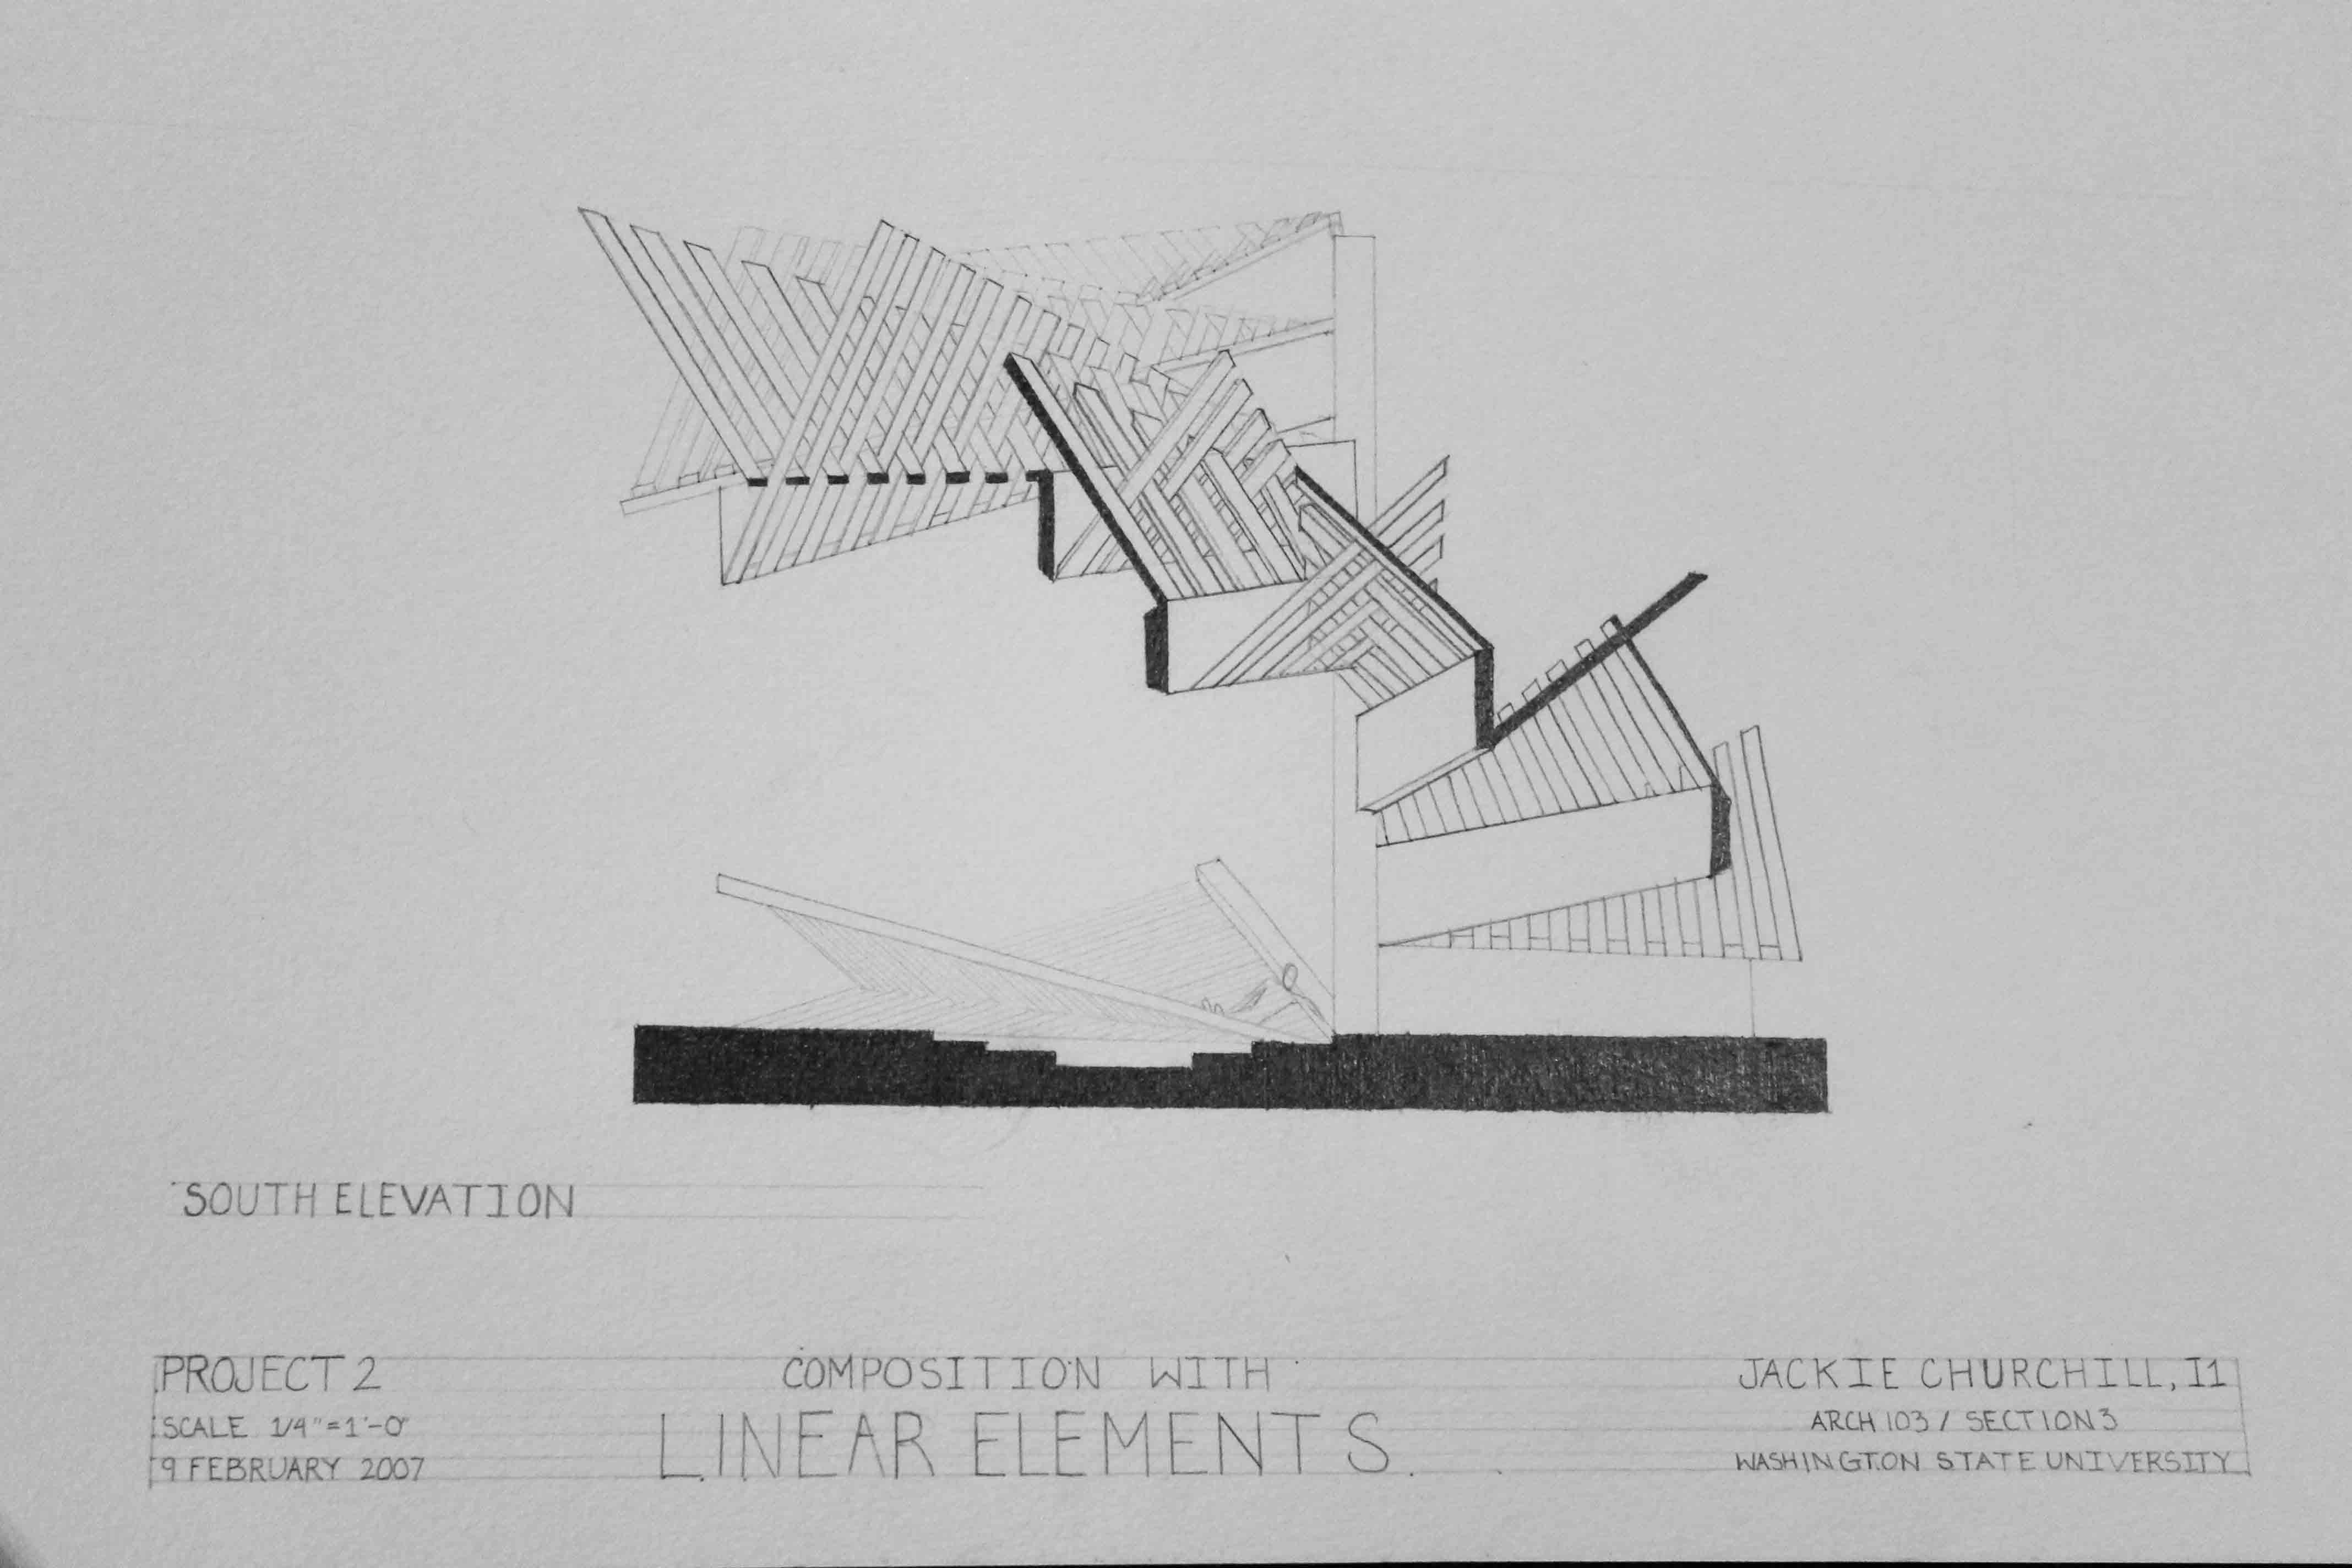 SOUTH ELEVATION
PROJECT 2
SCALE 1/4"=1'-0"
9 FEBRUARY 2007
COMPOSITION WITH
LINEAR ELEMENTS.
JACKIE CHURCHILL, I1
ARCH 103 / SECTION 3
WASHINGTON STATE UNIVERSITY